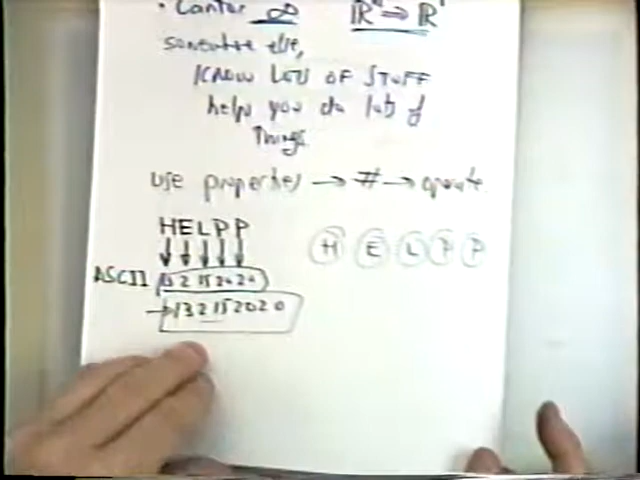 • Cantor ∞ ℝⁿ ⇒ ℝ¹
someone else,
KNOW LOTS OF STUFF
helps you do lots of
Things
use properties → # → operate
HELPP H E L P P
ASCII 13 2 15 20 20
→ 13 2 15 20 20